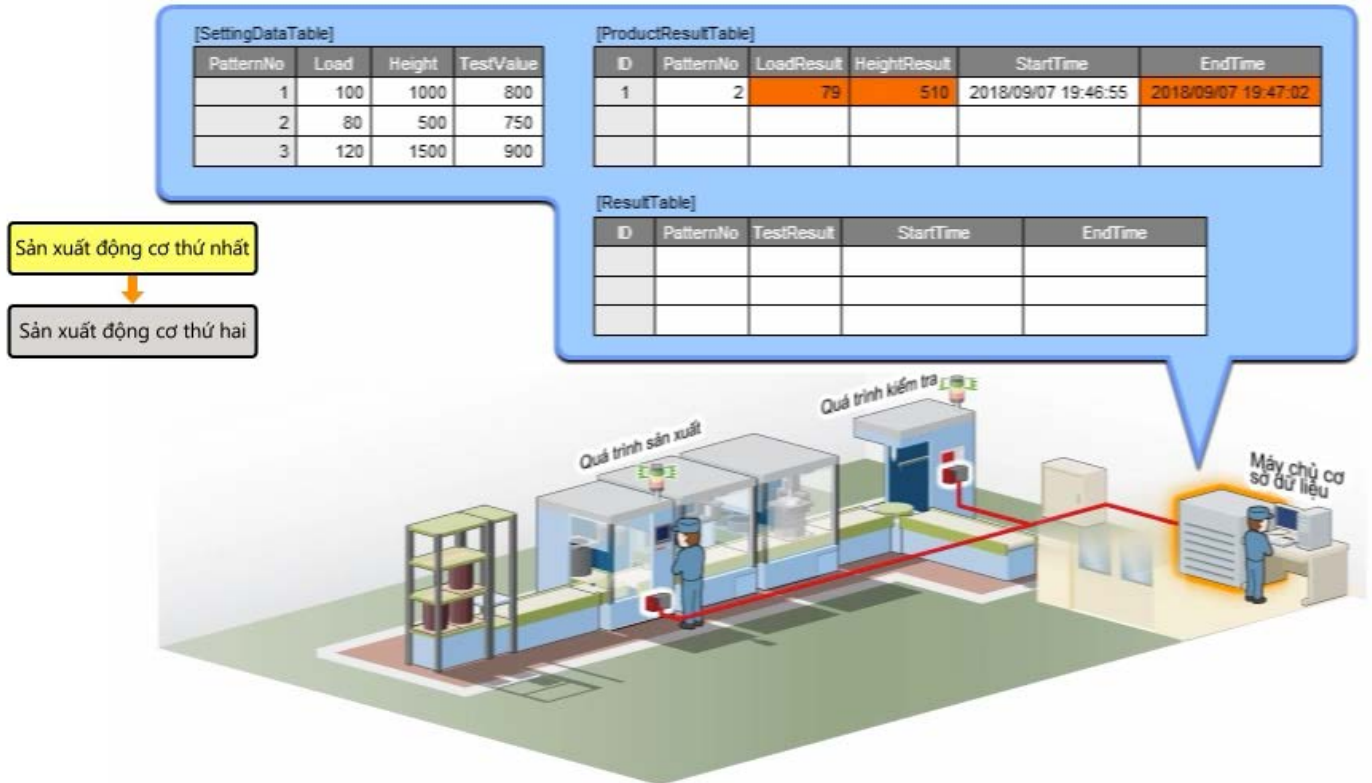 [SettingDataTable]
PatternNo Load Height TestValue
1 100 1000 800
2 80 500 750
3 120 1500 900
[ProductResultTable]
ID PatternNo LoadResult HeightResult StartTime EndTime
1 2 79 510 2018/09/07 19:46:55 2018/09/07 19:47:02
[ResultTable]
ID PatternNo TestResult StartTime EndTime
Sản xuất động cơ thứ nhất
Sản xuất động cơ thứ hai
Quá trình sản xuất
Quá trình kiểm tra
Máy chủ cơ
sở dữ liệu